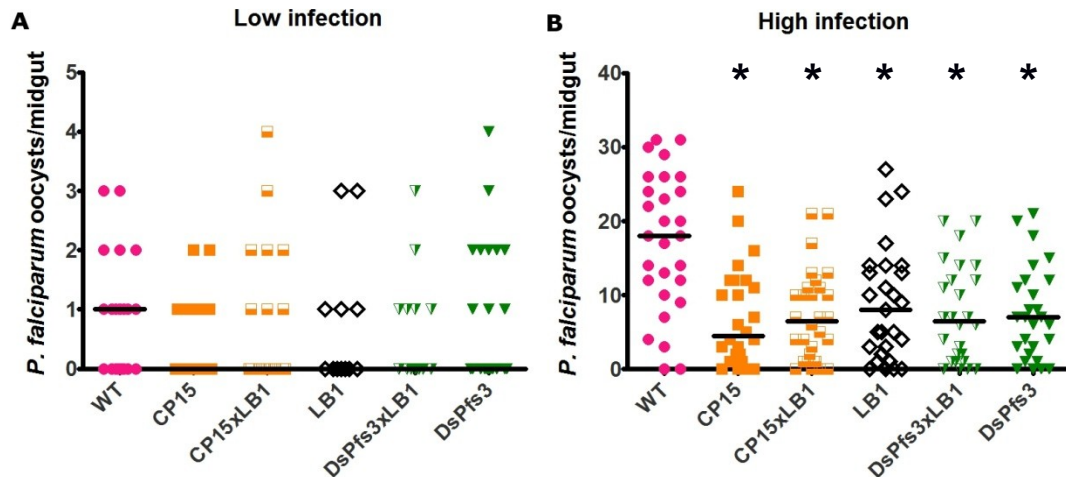 A
Low infection
P. falciparum oocysts/midgut
5
4
3
2
1
0
WT
CP15
CP15xLB1
LB1
DsPfs3xLB1
DsPfs3
B
High infection
P. falciparum oocysts/midgut
40
30
20
10
0
* * * * *
WT
CP15
CP15xLB1
LB1
DsPfs3xLB1
DsPfs3